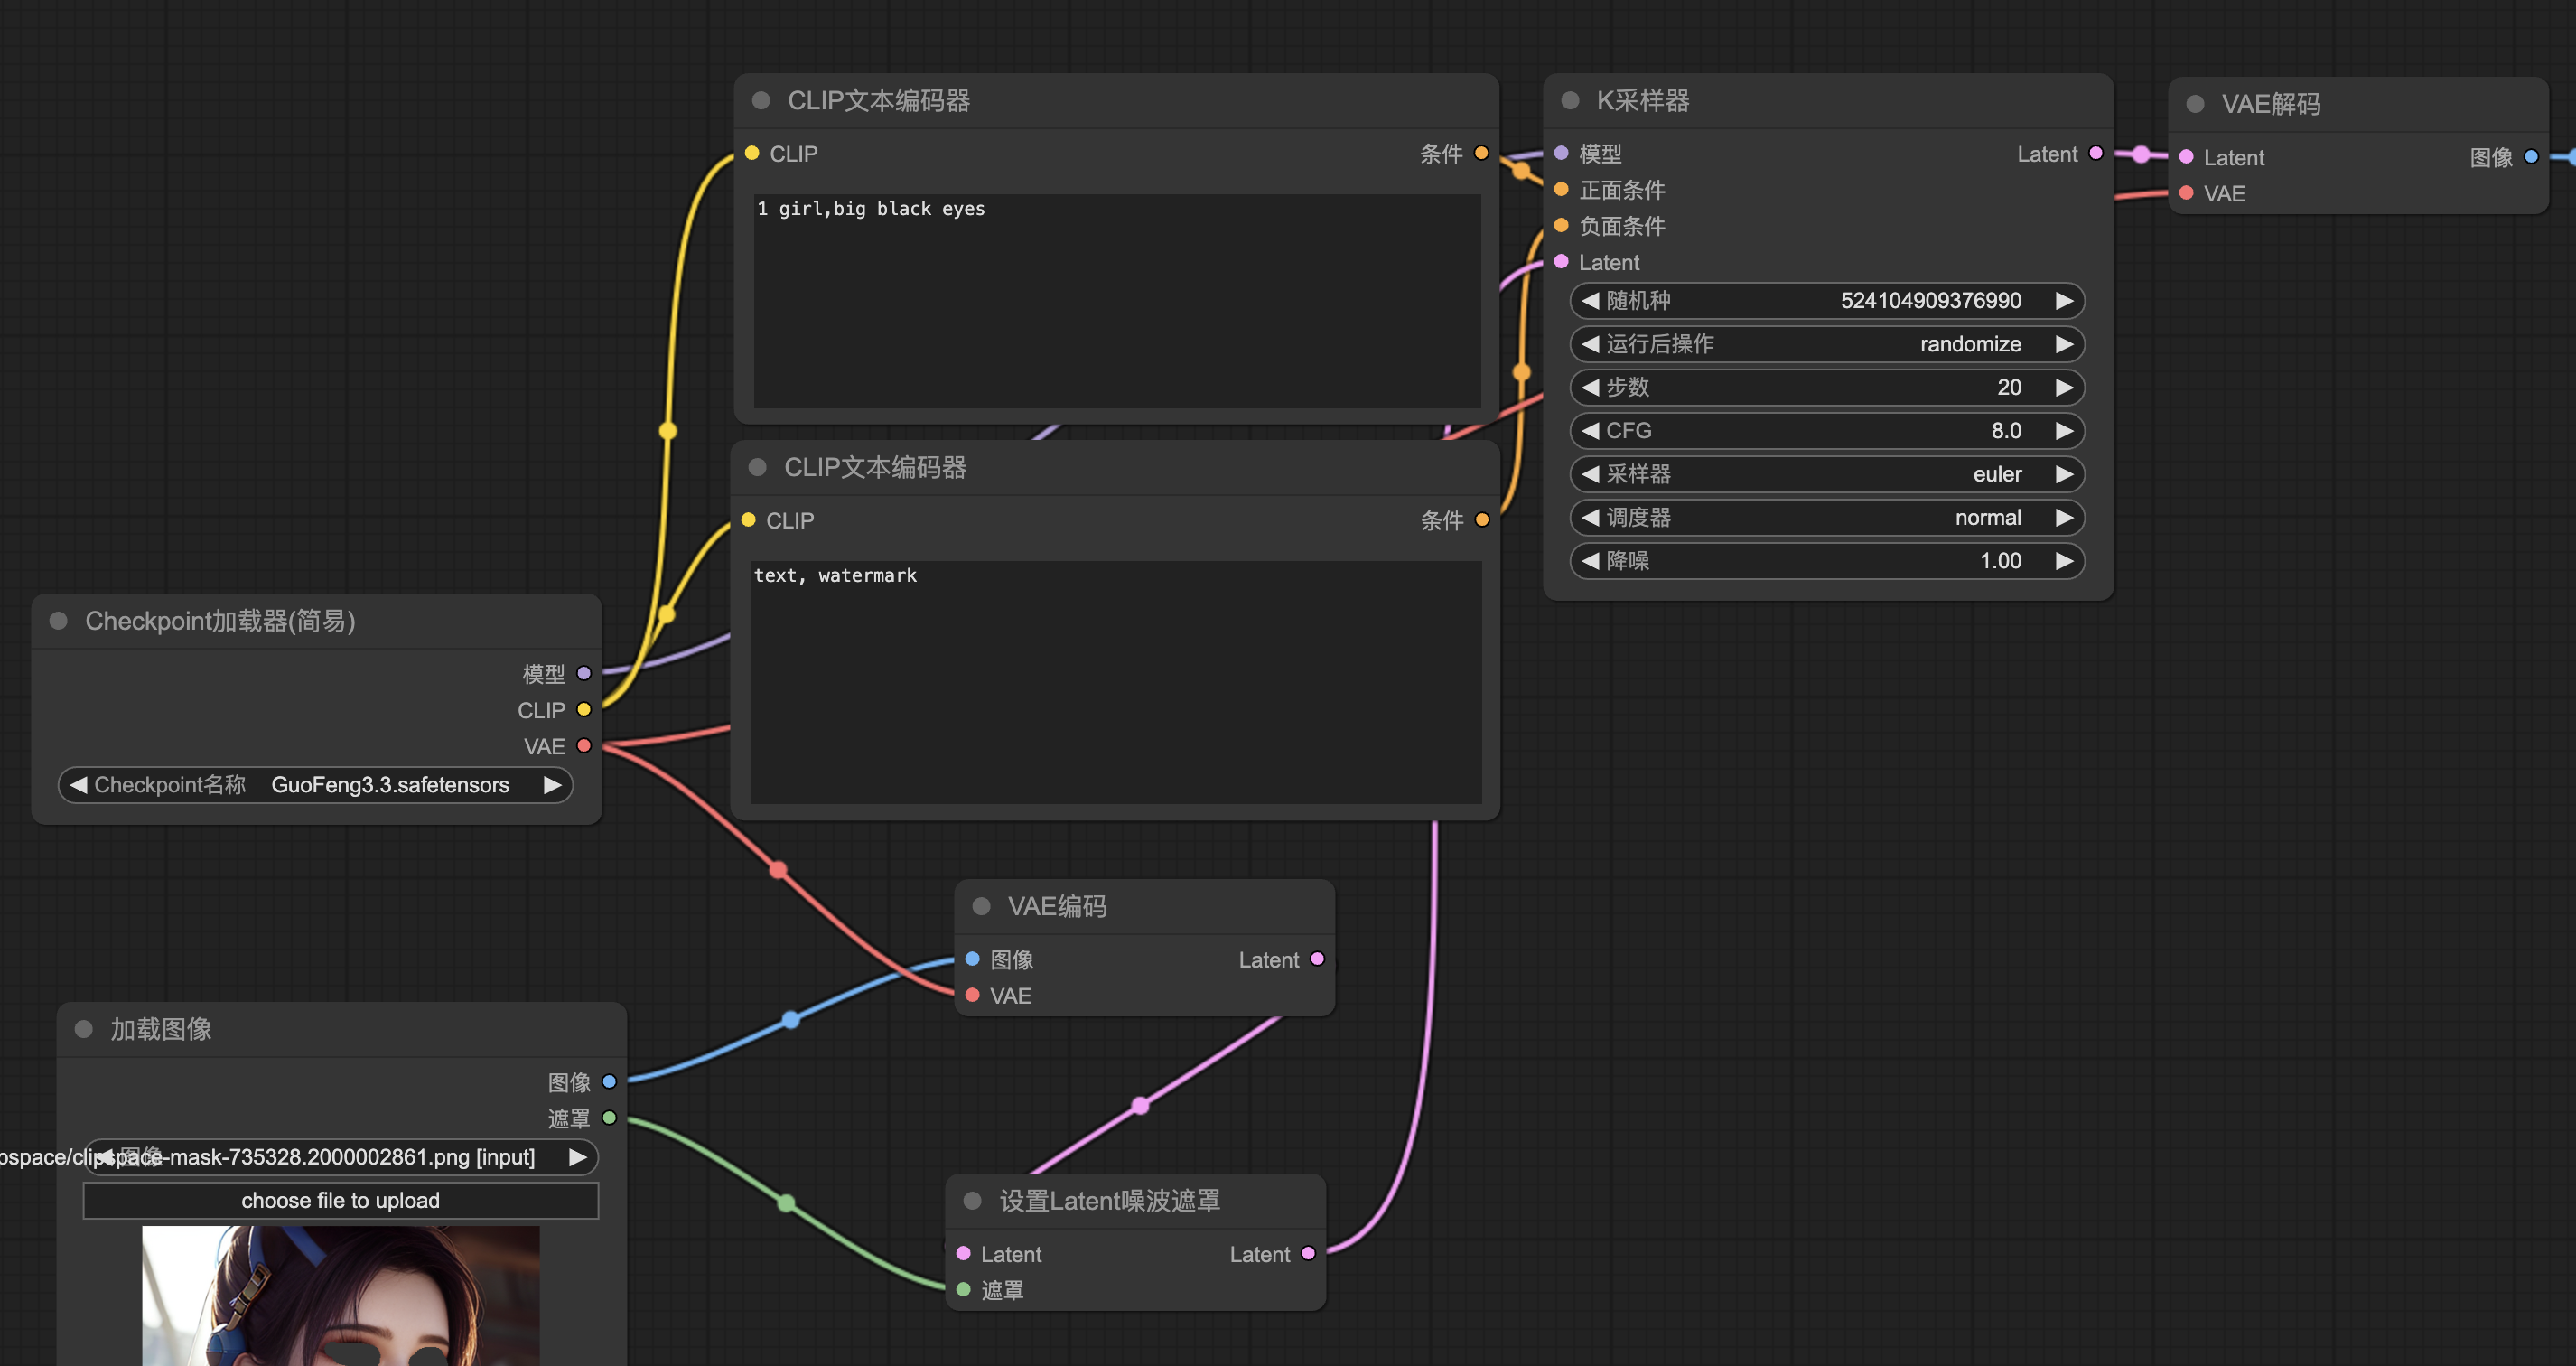 CLIP文本编码器
CLIP
条件
1 girl,big black eyes
CLIP文本编码器
CLIP
条件
text, watermark
K采样器
模型
Latent
正面条件
负面条件
Latent
随机种 524104909376990
运行后操作 randomize
步数 20
CFG 8.0
采样器 euler
调度器 normal
降噪 1.00
VAE解码
Latent
图像
VAE
Checkpoint加载器(简易)
模型
CLIP
VAE
Checkpoint名称 GuoFeng3.3.safetensors
VAE编码
图像
Latent
VAE
加载图像
图像
遮罩
图像
pspace/clipspace-mask-735328.2000002861.png [input]
choose file to upload
设置Latent噪波遮罩
Latent
Latent
遮罩